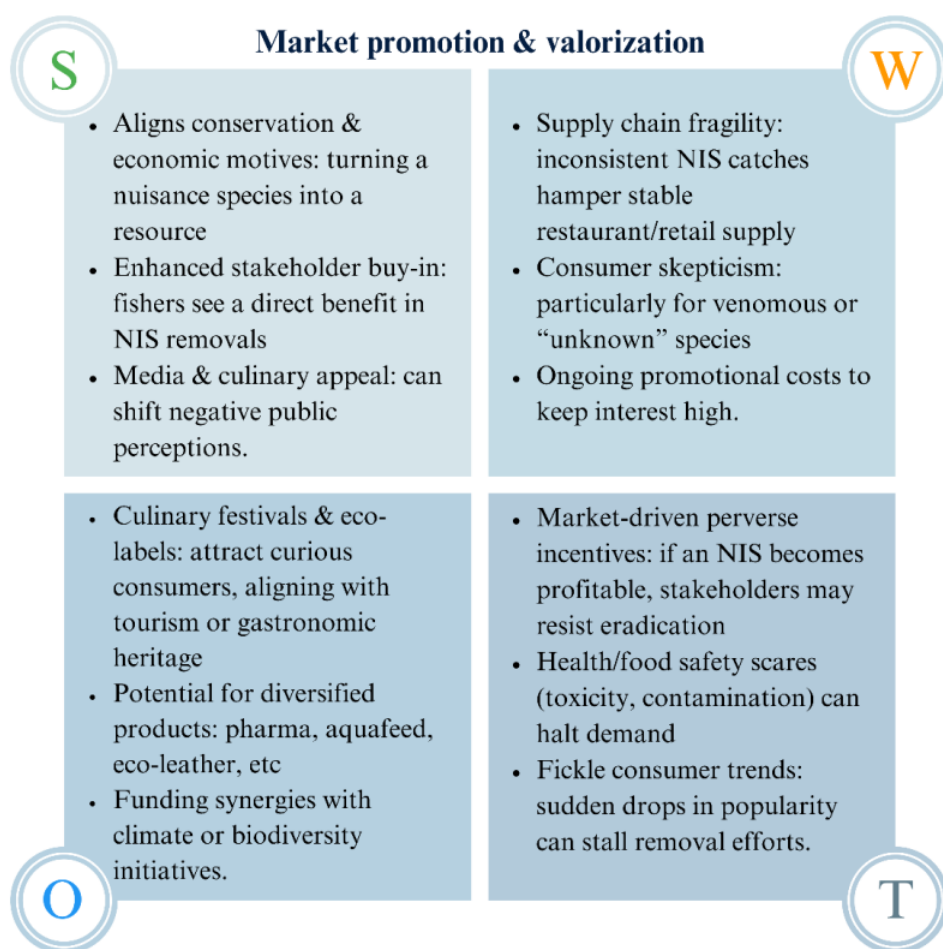 Market promotion & valorization
S
• Aligns conservation &
economic motives: turning a
nuisance species into a
resource
• Enhanced stakeholder buy-in:
fishers see a direct benefit in
NIS removals
• Media & culinary appeal: can
shift negative public
perceptions.
W
• Supply chain fragility:
inconsistent NIS catches
hamper stable
restaurant/retail supply
• Consumer skepticism:
particularly for venomous or
“unknown” species
• Ongoing promotional costs to
keep interest high.
• Culinary festivals & eco-
labels: attract curious
consumers, aligning with
tourism or gastronomic
heritage
• Potential for diversified
products: pharma, aquafeed,
eco-leather, etc
• Funding synergies with
climate or biodiversity
initiatives.
O
• Market-driven perverse
incentives: if an NIS becomes
profitable, stakeholders may
resist eradication
• Health/food safety scares
(toxicity, contamination) can
halt demand
• Fickle consumer trends:
sudden drops in popularity
can stall removal efforts.
T